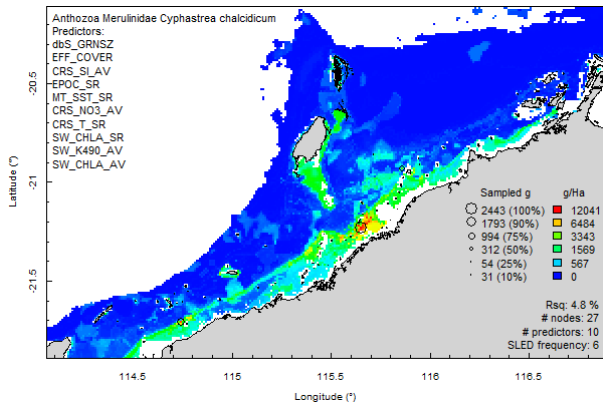 Anthozoa Merulinidae Cyphastrea chalcidicum
Predictors:
dbS_GRNSZ
EFF_COVER
CRS_SI_AV
EPOC_SR
MT_SST_SR
CRS_NO3_AV
CRS_T_SR
SW_CHLA_SR
SW_K490_AV
SW_CHLA_AV
-20.5
-21
-21.5
Latitude (°)
Sampled g
2443 (100%)
1793 (90%)
994 (75%)
312 (50%)
54 (25%)
31 (10%)
g/Ha
12041
6484
3343
1569
567
0
Rsq: 4.8 %
# nodes: 27
# predictors: 10
SLED frequency: 6
114.5 115 115.5 116 116.5
Longitude (°)